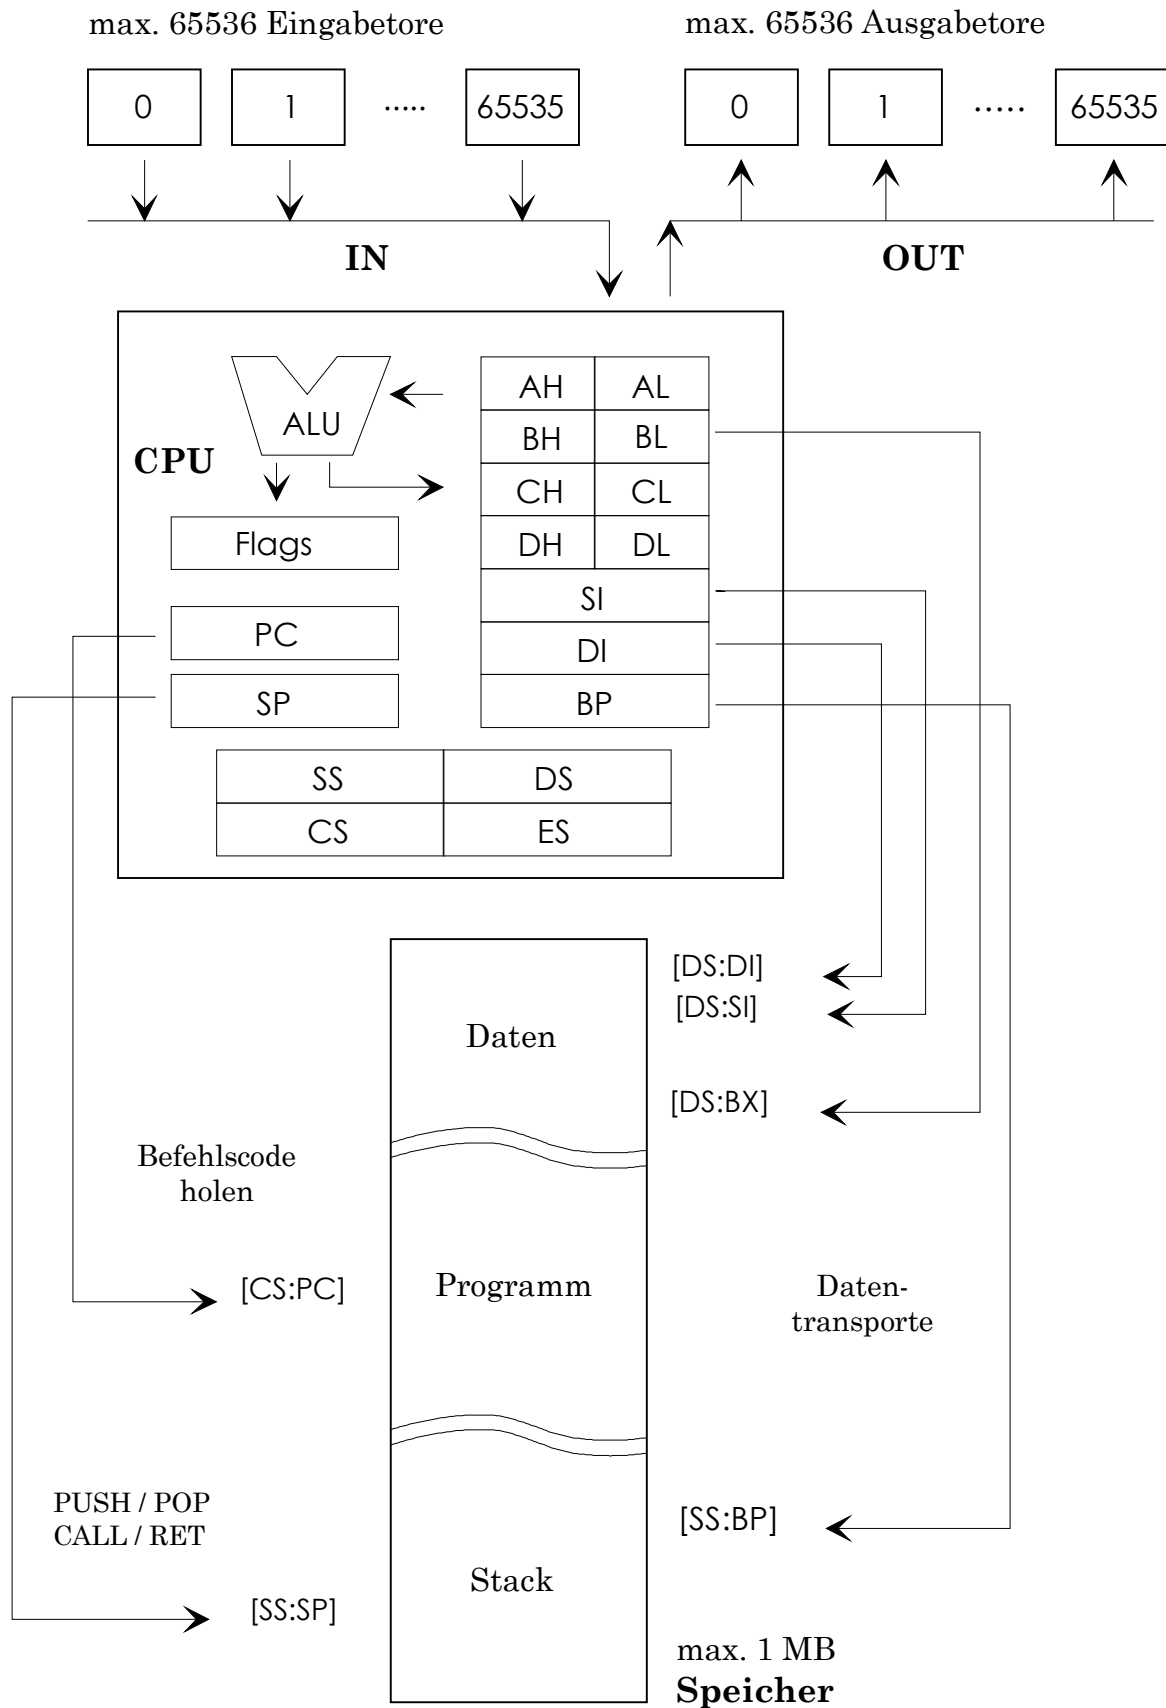 max. 65536 Eingabetore
max. 65536 Ausgabetore
0 1 ..... 65535
0 1 ..... 65535
IN
OUT
CPU
ALU
AH AL
BH BL
CH CL
DH DL
SI
DI
BP
Flags
PC
SP
SS DS
CS ES
[DS:DI]
[DS:SI]
Daten
[DS:BX]
Befehlscode
holen
[CS:PC]
Programm
Daten-
transporte
PUSH / POP
CALL / RET
[SS:BP]
Stack
[SS:SP]
max. 1 MB
Speicher